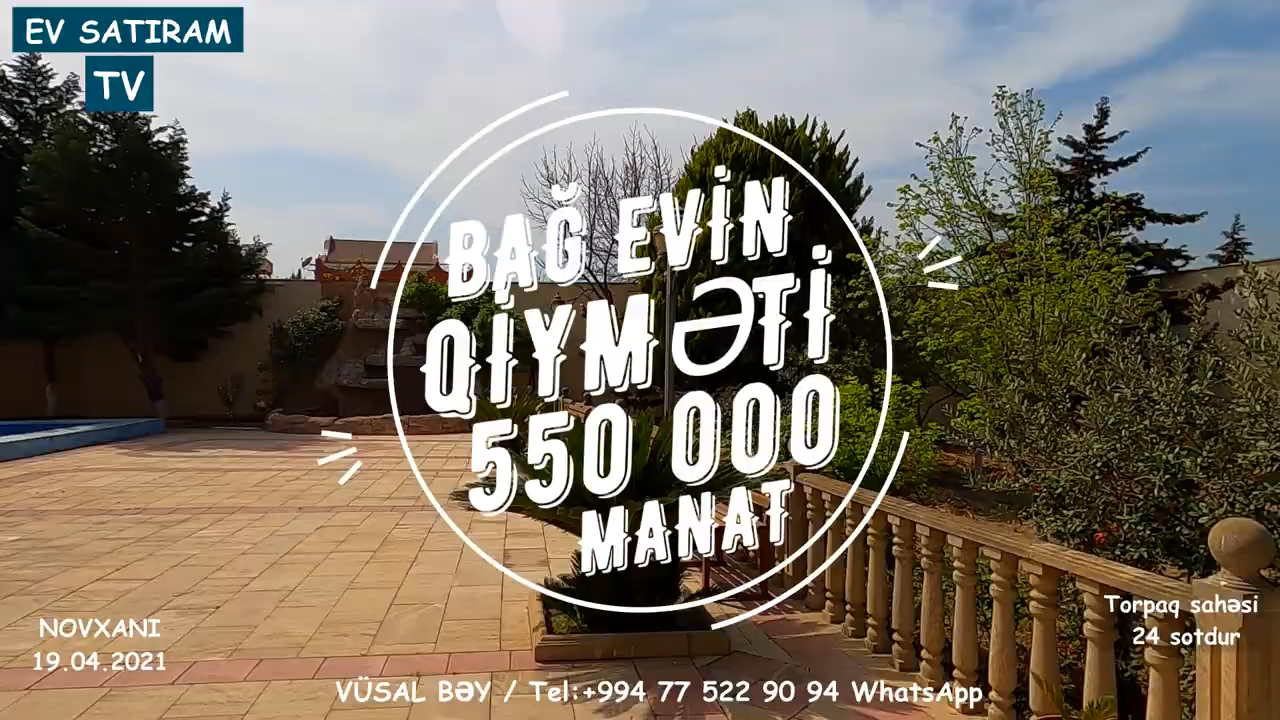 EV SATIRAM
TV
BAĞ EVİN
QİYMƏTİ
550 000
MANAT
NOVXANI
19.04.2021
Torpaq sahəsi
24 sotdur
VÜSAL BƏY / Tel:+994 77 522 90 94 WhatsApp